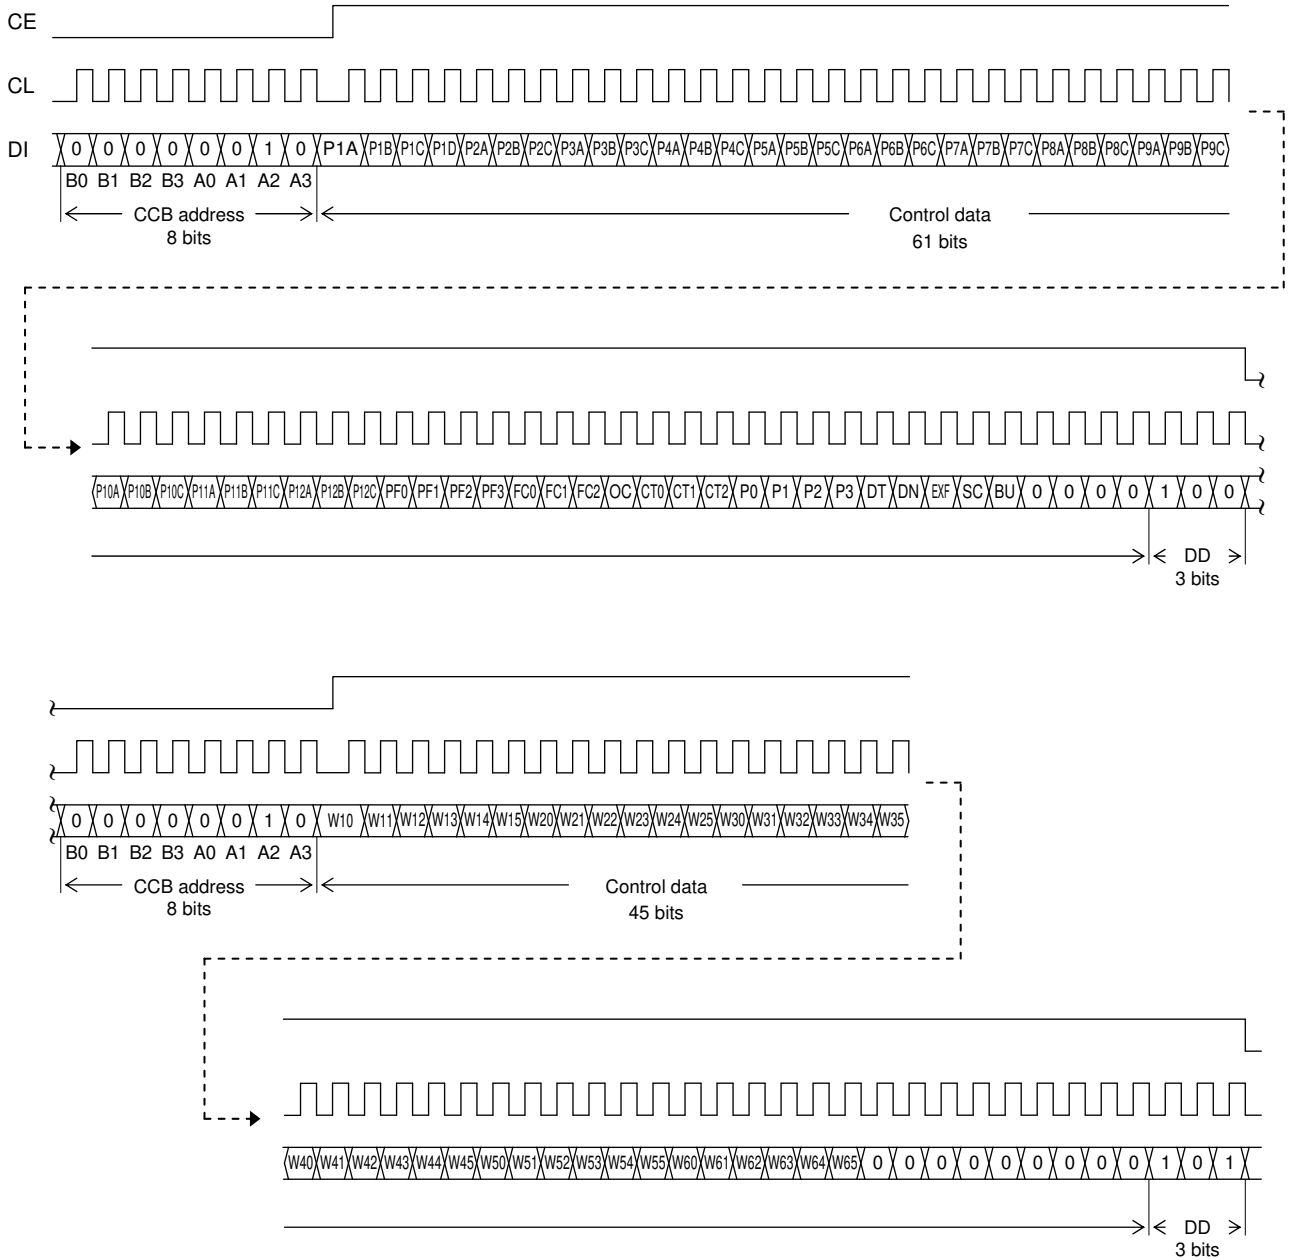 CE
CL
DI 0 0 0 0 0 0 1 0 P1A P1B P1C P1D P2A P2B P2C P3A P3B P3C P4A P4B P4C P5A P5B P5C P6A P6B P6C P7A P7B P7C P8A P8B P8C P9A P9B P9C
B0 B1 B2 B3 A0 A1 A2 A3
CCB address Control data
8 bits 61 bits
P10A P10B P10C P11A P11B P11C P12A P12B P12C PF0 PF1 PF2 PF3 FC0 FC1 FC2 OC CT0 CT1 CT2 P0 P1 P2 P3 DT DN EXF SC BU 0 0 0 0 1 0 0
DD
3 bits
0 0 0 0 0 0 1 0 W10 W11 W12 W13 W14 W15 W20 W21 W22 W23 W24 W25 W30 W31 W32 W33 W34 W35
B0 B1 B2 B3 A0 A1 A2 A3
CCB address Control data
8 bits 45 bits
W40 W41 W42 W43 W44 W45 W50 W51 W52 W53 W54 W55 W60 W61 W62 W63 W64 W65 0 0 0 0 0 0 0 0 0 1 0 1
DD
3 bits